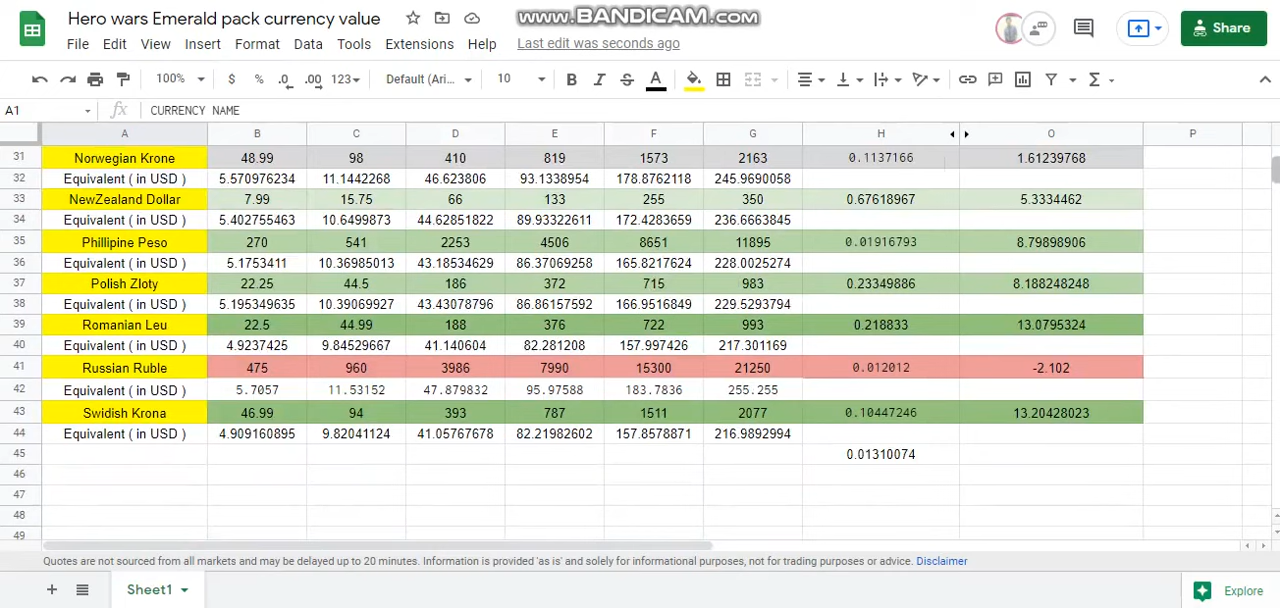 Hero wars Emerald pack currency value
www.BANDICAM.com
File Edit View Insert Format Data Tools Extensions Help Last edit was seconds ago
Share
100% $ % .0 .00 123 Default (Ari... 10 B I S A
A1 fx CURRENCY NAME
A B C D E F G H O P
31 Norwegian Krone 48.99 98 410 819 1573 2163 0.1137166 1.61239768
32 Equivalent ( in USD ) 5.570976234 11.1442268 46.623806 93.1338954 178.8762118 245.9690058
33 NewZealand Dollar 7.99 15.75 66 133 255 350 0.67618967 5.3334462
34 Equivalent ( in USD ) 5.402755463 10.6499873 44.62851822 89.93322611 172.4283659 236.6663845
35 Phillipine Peso 270 541 2253 4506 8651 11895 0.01916793 8.79898906
36 Equivalent ( in USD ) 5.1753411 10.36985013 43.18534629 86.37069258 165.8217624 228.0025274
37 Polish Zloty 22.25 44.5 186 372 715 983 0.23349886 8.188248248
38 Equivalent ( in USD ) 5.195349635 10.39069927 43.43078796 86.86157592 166.9516849 229.5293794
39 Romanian Leu 22.5 44.99 188 376 722 993 0.218833 13.0795324
40 Equivalent ( in USD ) 4.9237425 9.84529667 41.140604 82.281208 157.997426 217.301169
41 Russian Ruble 475 960 3986 7990 15300 21250 0.012012 -2.102
42 Equivalent ( in USD ) 5.7057 11.53152 47.879832 95.97588 183.7836 255.255
43 Swidish Krona 46.99 94 393 787 1511 2077 0.10447246 13.20428023
44 Equivalent ( in USD ) 4.909160895 9.82041124 41.05767678 82.21982602 157.8578871 216.9892994
45 0.01310074
46
47
48
49
Quotes are not sourced from all markets and may be delayed up to 20 minutes. Information is provided 'as is' and solely for informational purposes, not for trading purposes or advice. Disclaimer
Sheet1 Explore